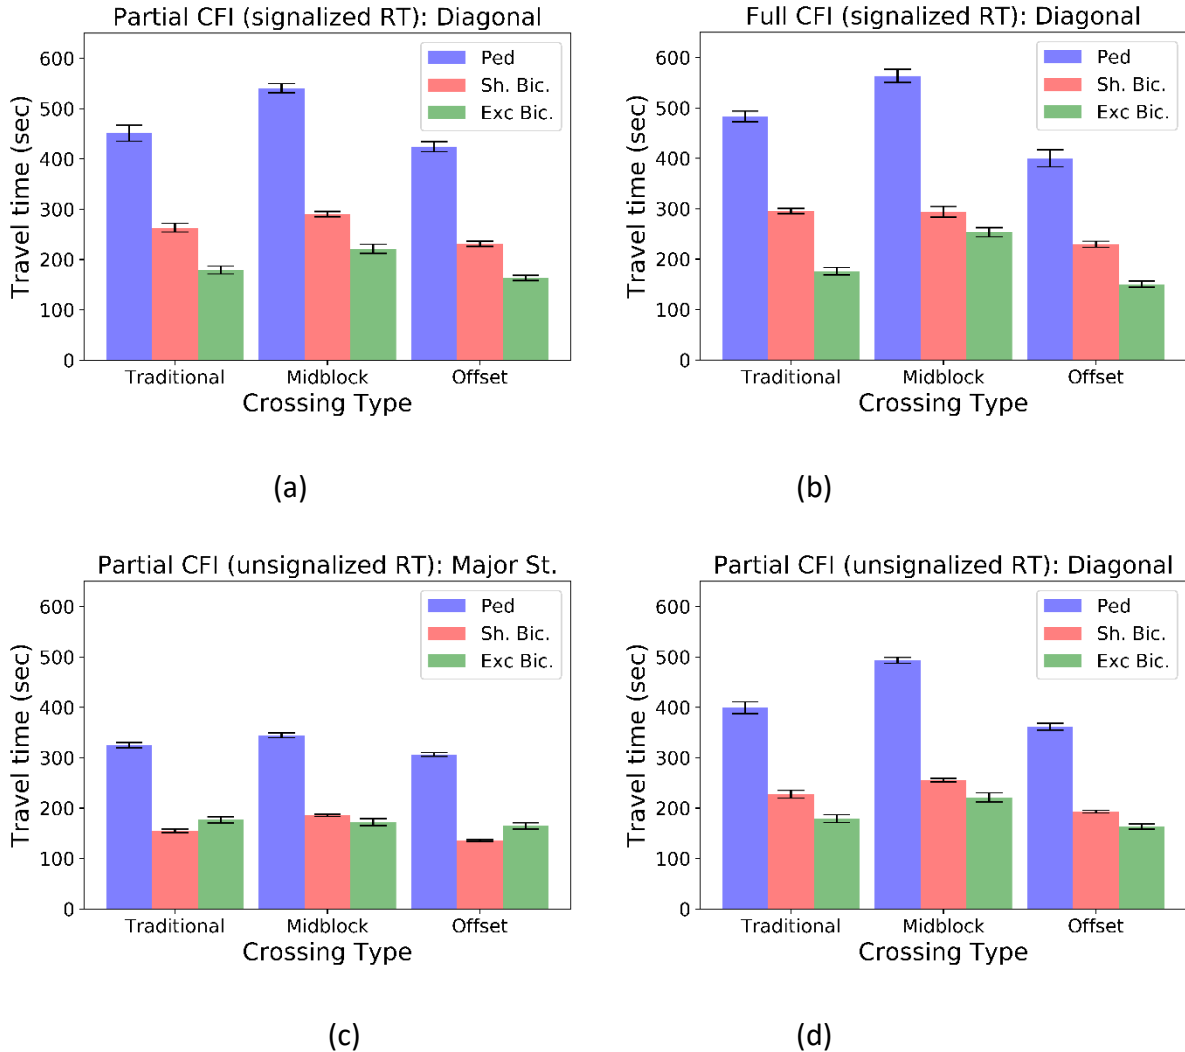 Partial CFI (signalized RT): Diagonal
600
500
400
300
200
100
0
Travel time (sec)
Ped
Sh. Bic.
Exc Bic.
Traditional Midblock Offset
Crossing Type
(a)
Full CFI (signalized RT): Diagonal
600
500
400
300
200
100
0
Travel time (sec)
Ped
Sh. Bic.
Exc Bic.
Traditional Midblock Offset
Crossing Type
(b)
Partial CFI (unsignalized RT): Major St.
600
500
400
300
200
100
0
Travel time (sec)
Ped
Sh. Bic.
Exc Bic.
Traditional Midblock Offset
Crossing Type
(c)
Partial CFI (unsignalized RT): Diagonal
600
500
400
300
200
100
0
Travel time (sec)
Ped
Sh. Bic.
Exc Bic.
Traditional Midblock Offset
Crossing Type
(d)